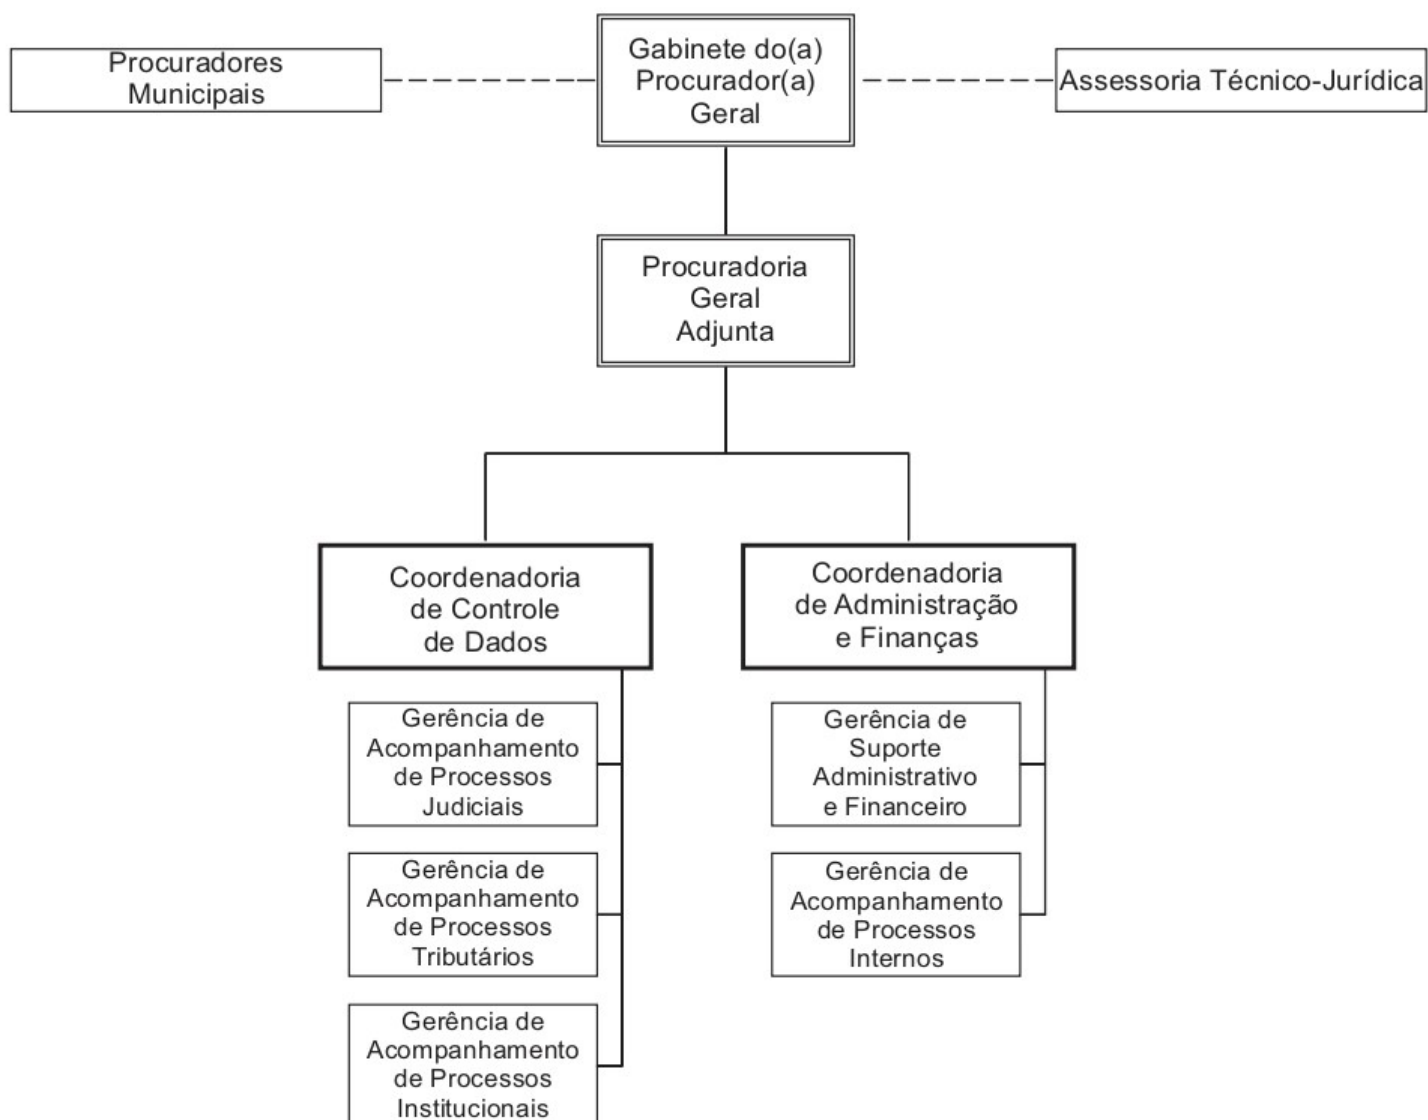 Procuradores
Municipais
Gabinete do(a)
Procurador(a)
Geral
Assessoria Técnico-Jurídica
Procuradoria
Geral
Adjunta
Coordenadoria
de Controle
de Dados
Coordenadoria
de Administração
e Finanças
Gerência de
Acompanhamento
de Processos
Judiciais
Gerência de
Acompanhamento
de Processos
Tributários
Gerência de
Acompanhamento
de Processos
Institucionais
Gerência de
Suporte
Administrativo
e Financeiro
Gerência de
Acompanhamento
de Processos
Internos